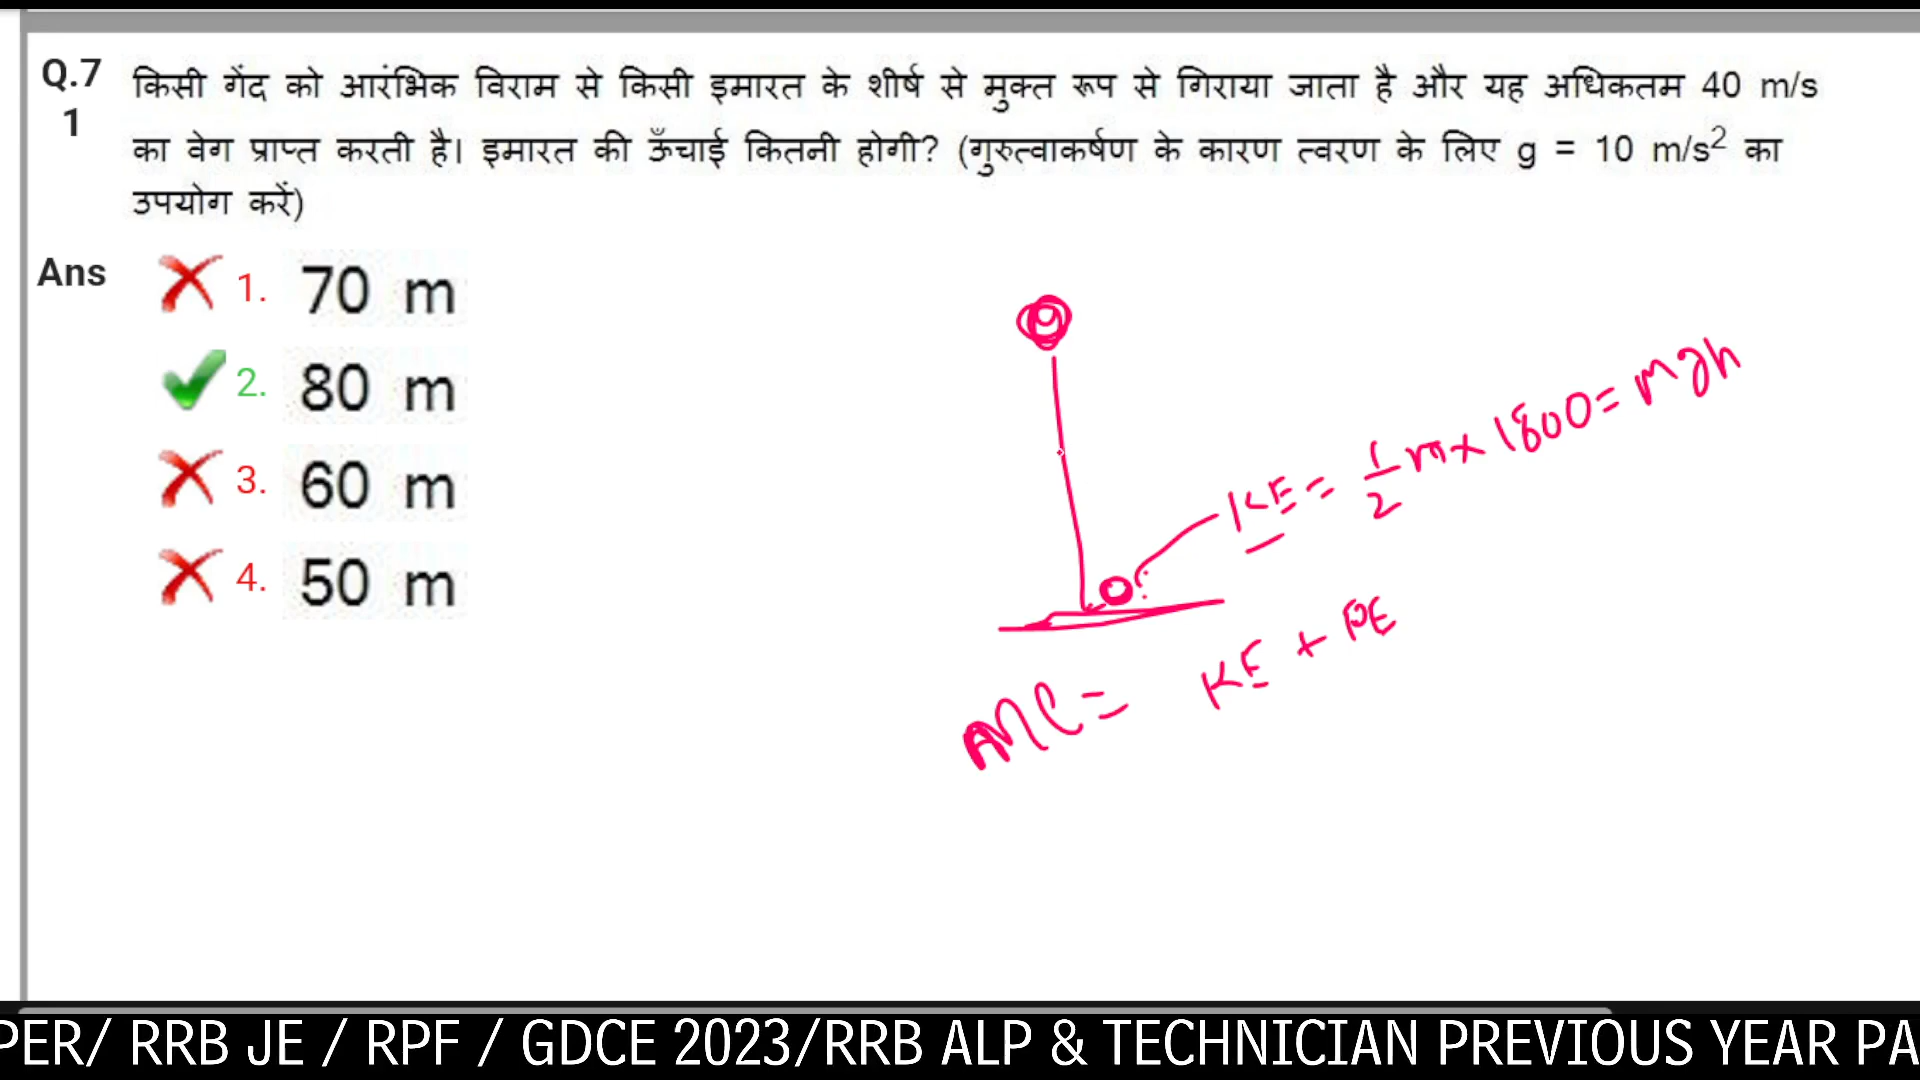 Q.7
1
किसी गेंद को आरंभिक विराम से किसी इमारत के शीर्ष से मुक्त रूप से गिराया जाता है और यह अधिकतम 40 m/s
का वेग प्राप्त करती है। इमारत की ऊँचाई कितनी होगी? (गुरुत्वाकर्षण के कारण त्वरण के लिए g = 10 m/s² का
उपयोग करें)
Ans
1. 70 m
2. 80 m
3. 60 m
4. 50 m
KE = 1/2 m x 1800 = mgh
= KE + PE
PER/ RRB JE / RPF / GDCE 2023/RRB ALP & TECHNICIAN PREVIOUS YEAR PA